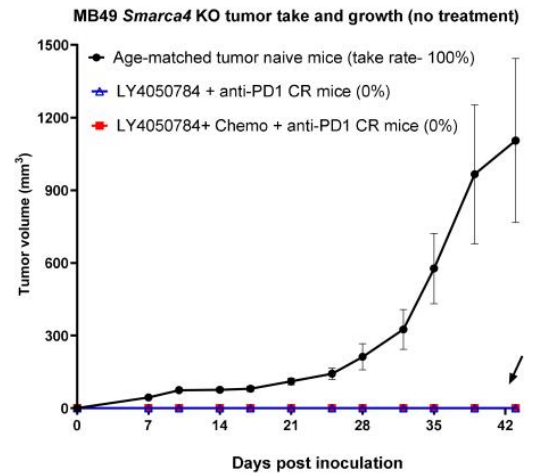 MB49 Smarca4 KO tumor take and growth (no treatment)
1500
1200
900
600
300
0
Tumor volume (mm³)
Age-matched tumor naive mice (take rate- 100%)
LY4050784 + anti-PD1 CR mice (0%)
LY4050784+ Chemo + anti-PD1 CR mice (0%)
0 7 14 21 28 35 42
Days post inoculation